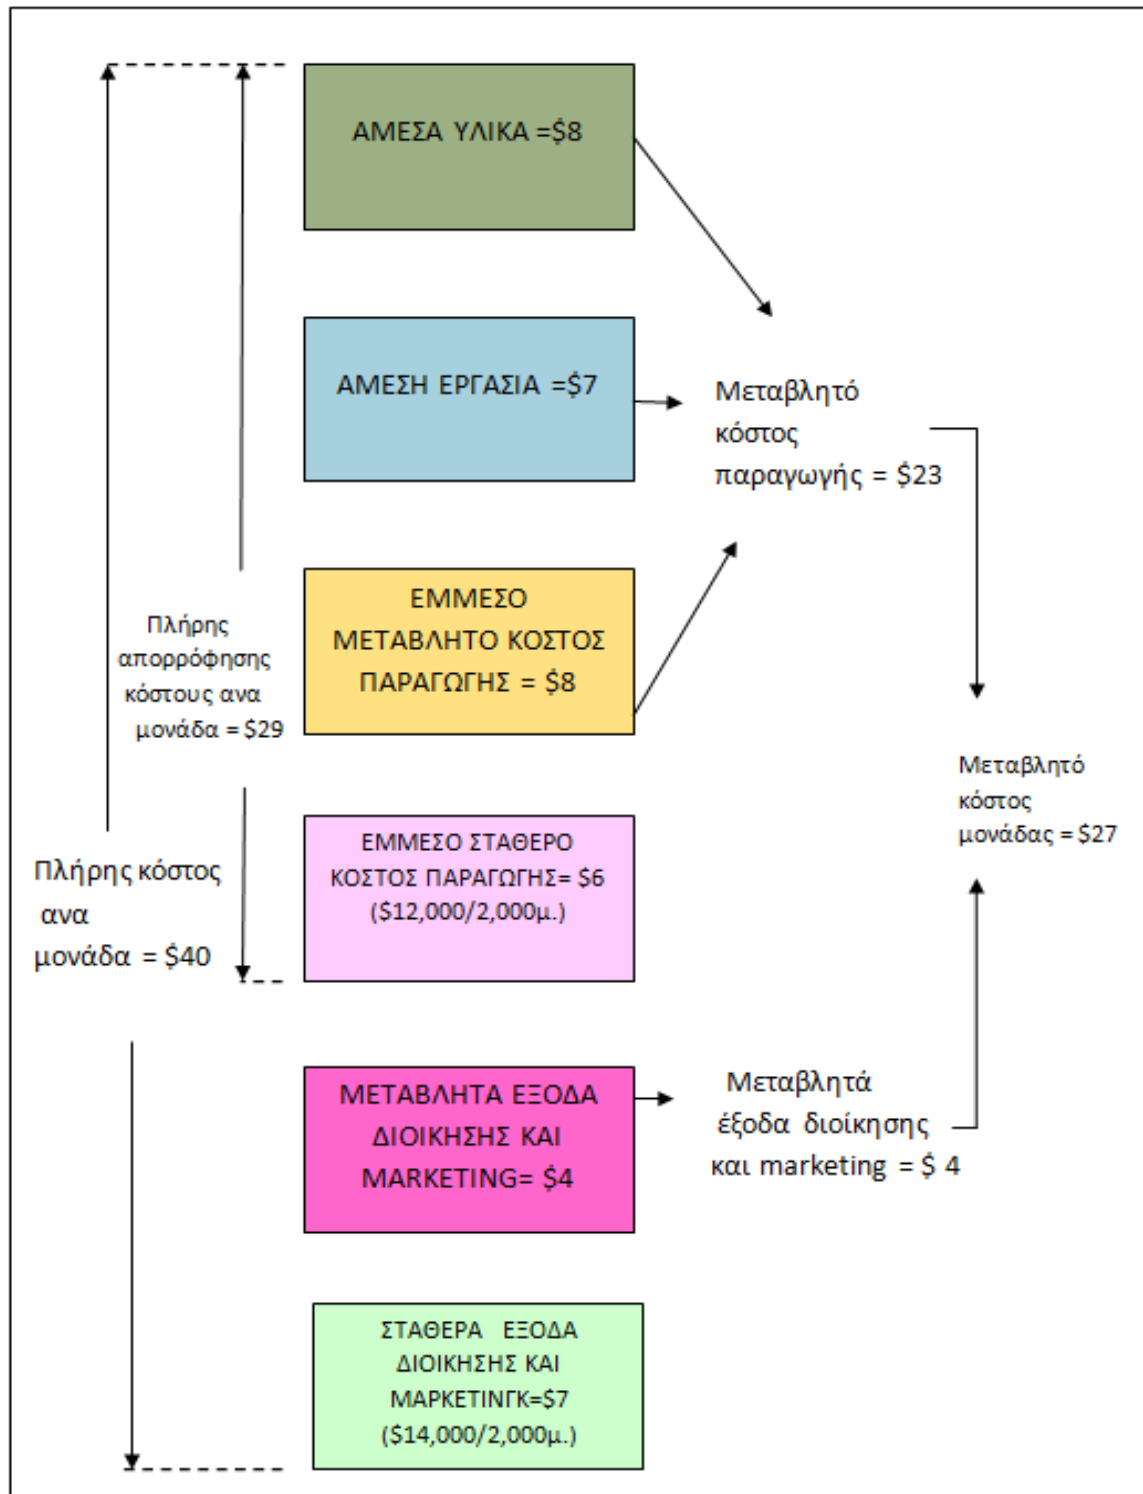 ΑΜΕΣΑ ΥΛΙΚΑ =$8
ΑΜΕΣΗ ΕΡΓΑΣΙΑ =$7
Μεταβλητό
κόστος
παραγωγής = $23
ΕΜΜΕΣΟ
ΜΕΤΑΒΛΗΤΟ ΚΟΣΤΟΣ
ΠΑΡΑΓΩΓΗΣ = $8
Πλήρης
απορρόφησης
κόστους ανα
μονάδα = $29
Μεταβλητό
κόστος
μονάδας = $27
ΕΜΜΕΣΟ ΣΤΑΘΕΡΟ
ΚΟΣΤΟΣ ΠΑΡΑΓΩΓΗΣ= $6
($12,000/2,000μ.)
Πλήρης κόστος
ανα
μονάδα = $40
ΜΕΤΑΒΛΗΤΑ ΕΞΟΔΑ
ΔΙΟΙΚΗΣΗΣ ΚΑΙ
MARKETING= $4
Μεταβλητά
έξοδα διοίκησης
και marketing = $ 4
ΣΤΑΘΕΡΑ ΕΞΟΔΑ
ΔΙΟΙΚΗΣΗΣ ΚΑΙ
ΜΑΡΚΕΤΙΝΓΚ=$7
($14,000/2,000μ.)